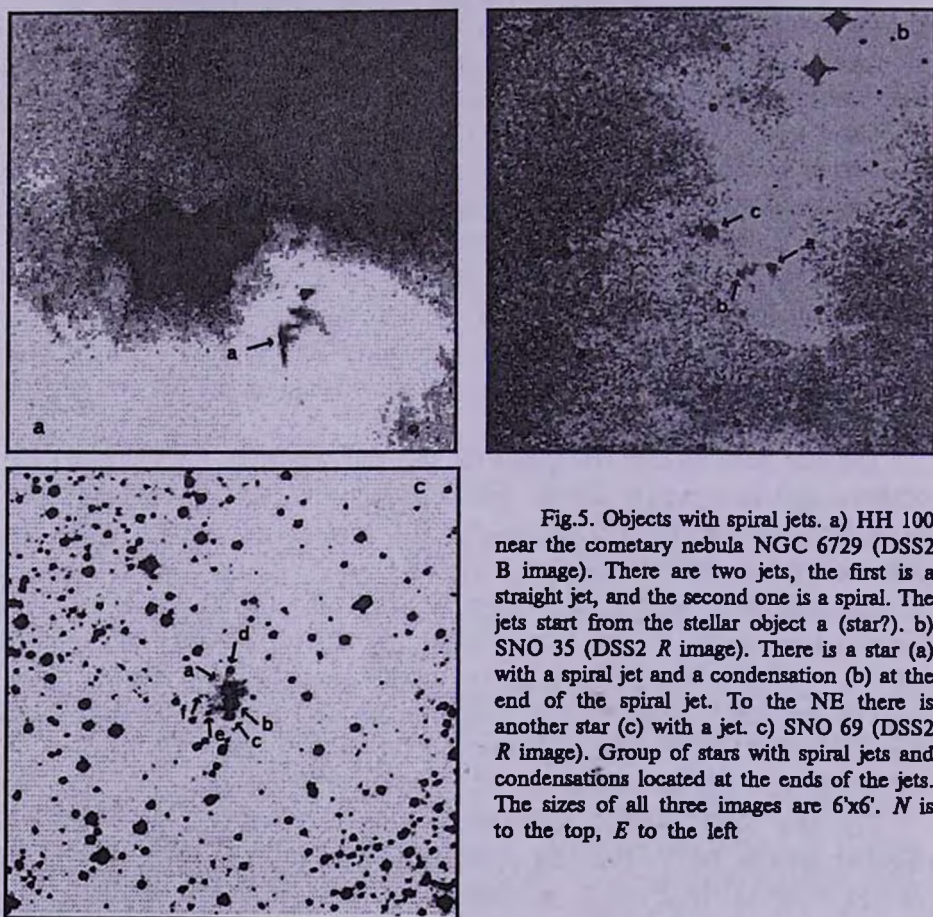 b
c
a
b
a
a
c
d
a
f
b
e
c
Fig.5. Objects with spiral jets. a) HH 100
near the cometary nebula NGC 6729 (DSS2
B image). There are two jets, the first is a
straight jet, and the second one is a spiral. The
jets start from the stellar object a (star?). b)
SNO 35 (DSS2 R image). There is a star (a)
with a spiral jet and a condensation (b) at the
end of the spiral jet. To the NE there is
another star (c) with a jet. c) SNO 69 (DSS2
R image). Group of stars with spiral jets and
condensations located at the ends of the jets.
The sizes of all three images are 6'x6'. N is
to the top, E to the left